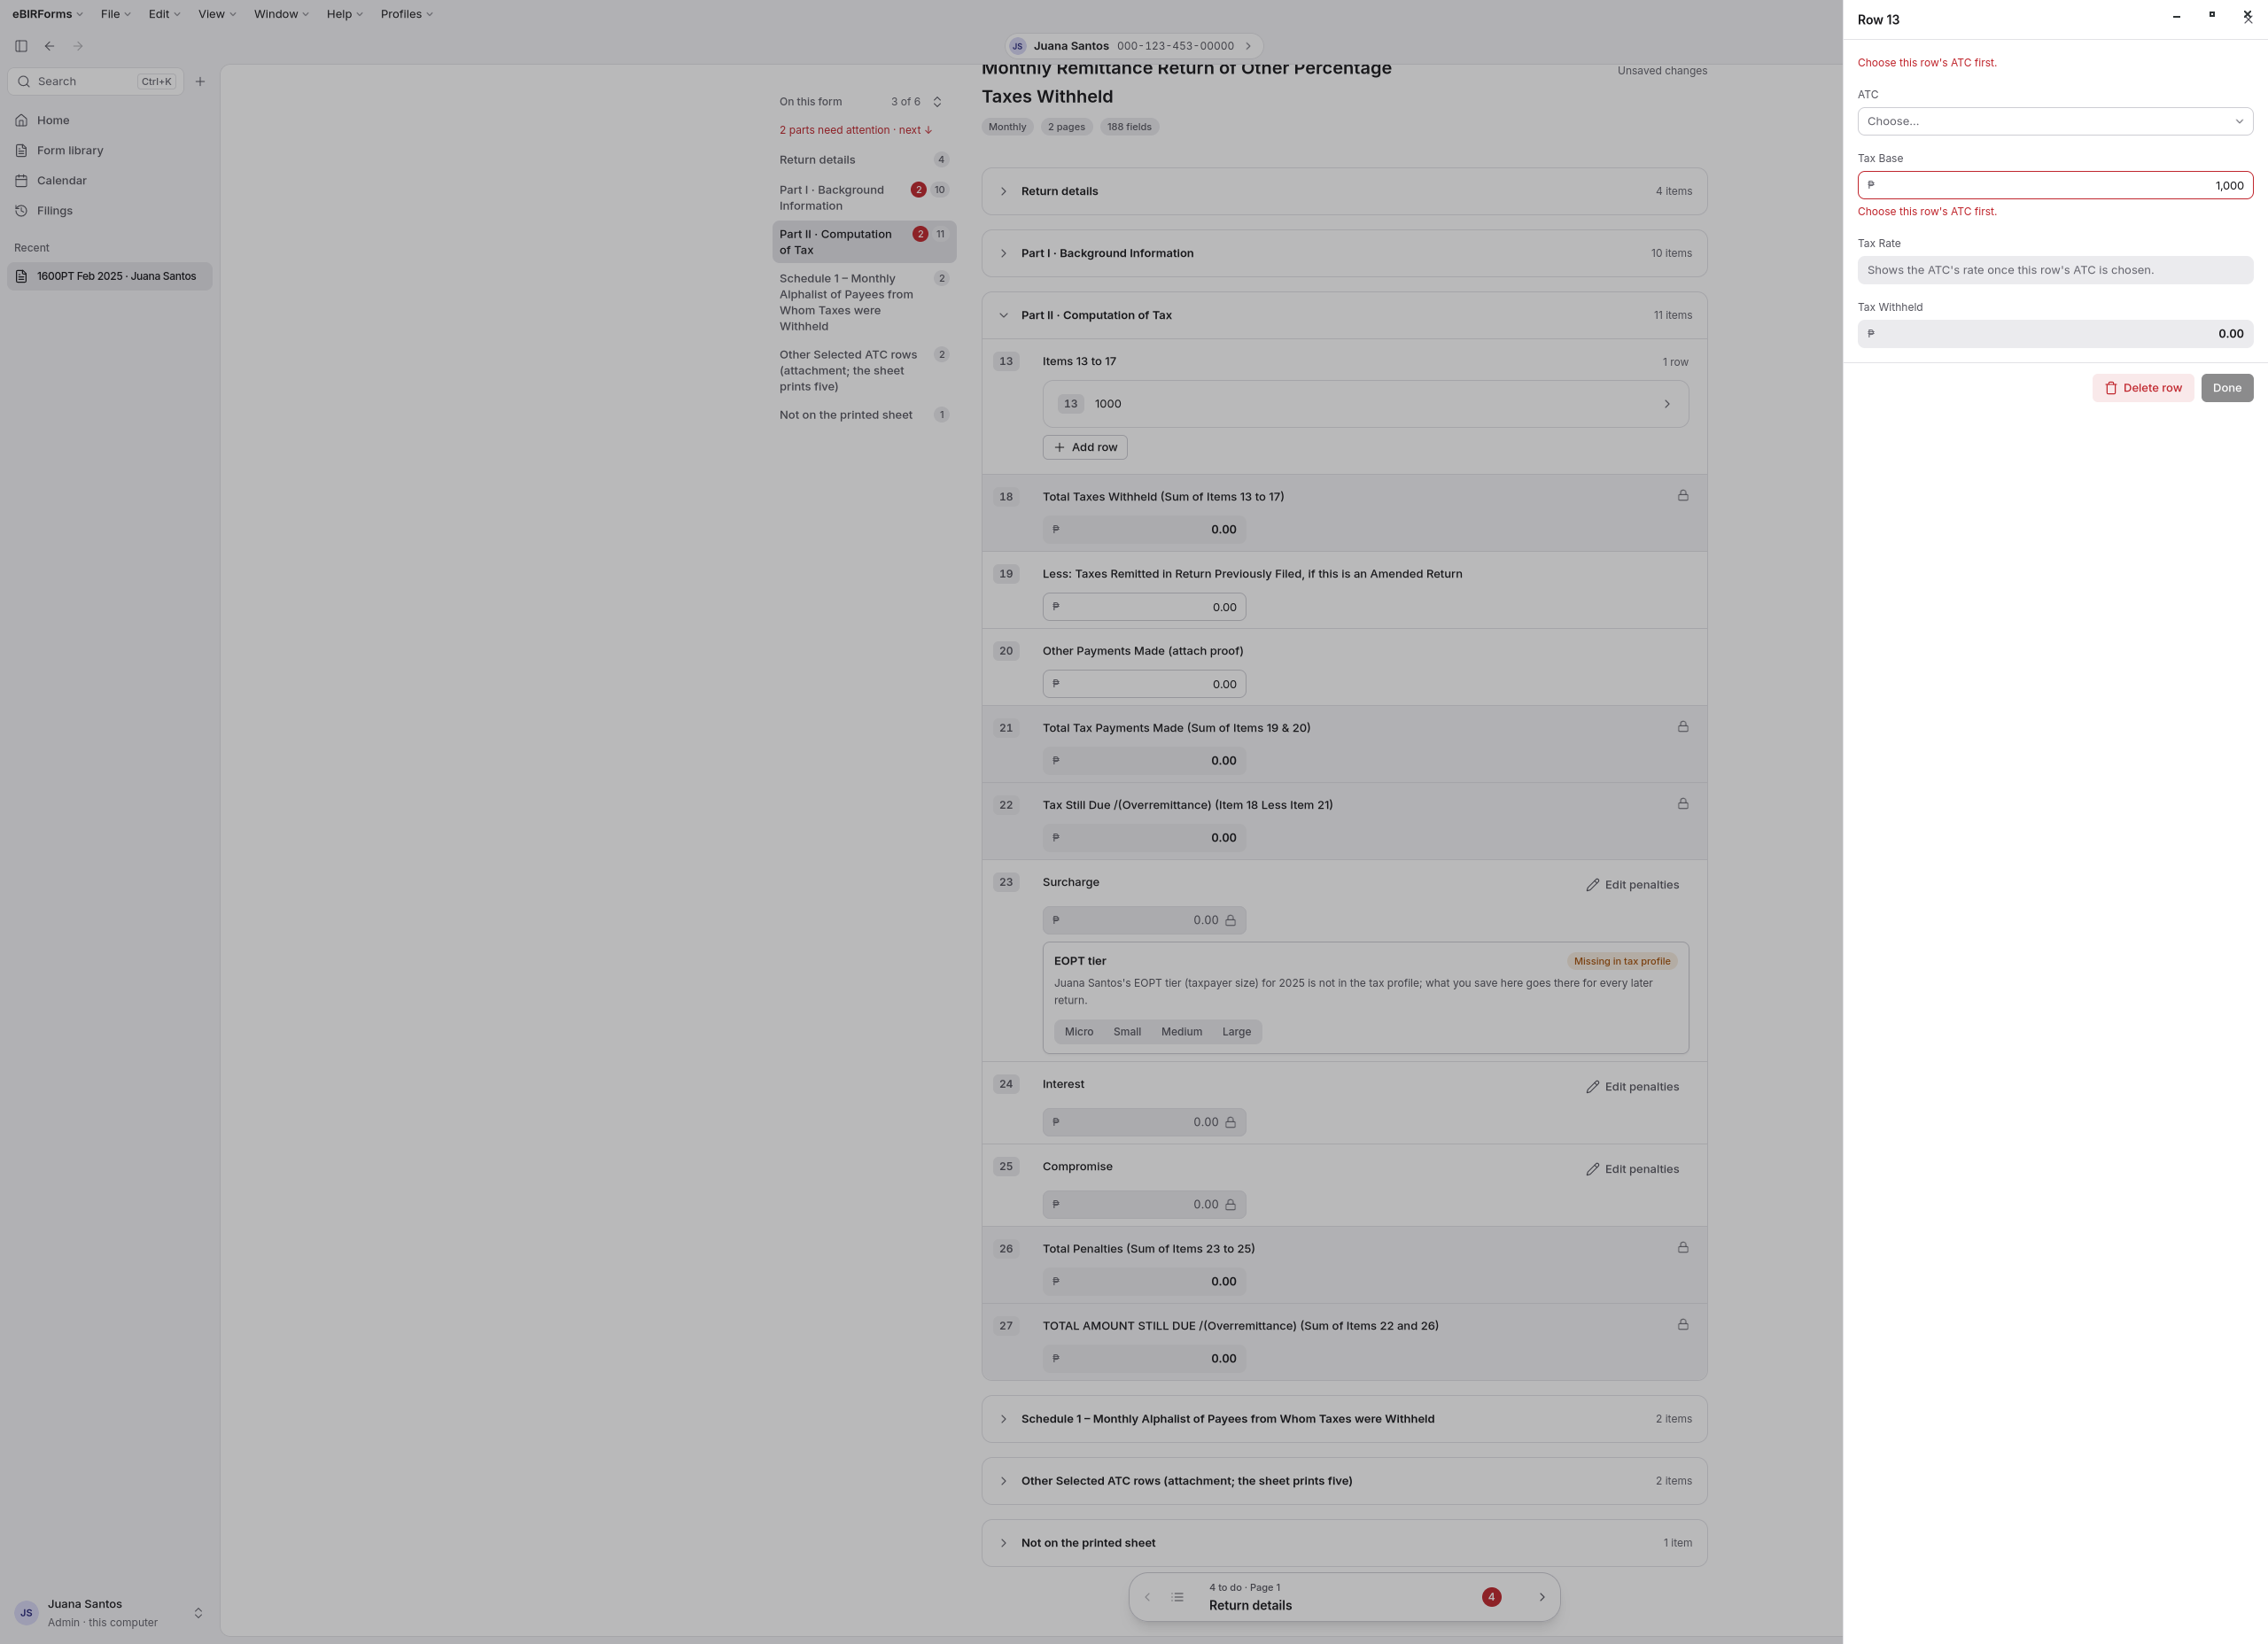 eBIRForms File Edit View Window Help Profiles
JS Juana Santos 000-123-453-00000
Search Ctrl+K
Home
Form library
Calendar
Filings
Recent
1600PT Feb 2025 · Juana Santos
On this form 3 of 6
2 parts need attention · next ↓
Return details 4
Part I · Background 2 10
Information
Part II · Computation 2 11
of Tax
Schedule 1 – Monthly 2
Alphalist of Payees from
Whom Taxes were
Withheld
Other Selected ATC rows 2
(attachment; the sheet
prints five)
Not on the printed sheet 1
Monthly Remittance Return of Other Percentage
Taxes Withheld
Unsaved changes
Monthly 2 pages 188 fields
Return details 4 items
Part I · Background Information 10 items
Part II · Computation of Tax 11 items
13 Items 13 to 17 1 row
13 1000
Add row
18 Total Taxes Withheld (Sum of Items 13 to 17)
₱ 0.00
19 Less: Taxes Remitted in Return Previously Filed, if this is an Amended Return
₱ 0.00
20 Other Payments Made (attach proof)
₱ 0.00
21 Total Tax Payments Made (Sum of Items 19 & 20)
₱ 0.00
22 Tax Still Due /(Overremittance) (Item 18 Less Item 21)
₱ 0.00
23 Surcharge Edit penalties
₱ 0.00
EOPT tier Missing in tax profile
Juana Santos's EOPT tier (taxpayer size) for 2025 is not in the tax profile; what you save here goes there for every later
return.
Micro Small Medium Large
24 Interest Edit penalties
₱ 0.00
25 Compromise Edit penalties
₱ 0.00
26 Total Penalties (Sum of Items 23 to 25)
₱ 0.00
27 TOTAL AMOUNT STILL DUE /(Overremittance) (Sum of Items 22 and 26)
₱ 0.00
Schedule 1 – Monthly Alphalist of Payees from Whom Taxes were Withheld 2 items
Other Selected ATC rows (attachment; the sheet prints five) 2 items
Not on the printed sheet 1 item
4 to do · Page 1
Return details 4
JS Juana Santos
Admin · this computer
Row 13
Choose this row's ATC first.
ATC
Choose...
Tax Base
₱ 1,000
Choose this row's ATC first.
Tax Rate
Shows the ATC's rate once this row's ATC is chosen.
Tax Withheld
₱ 0.00
Delete row Done